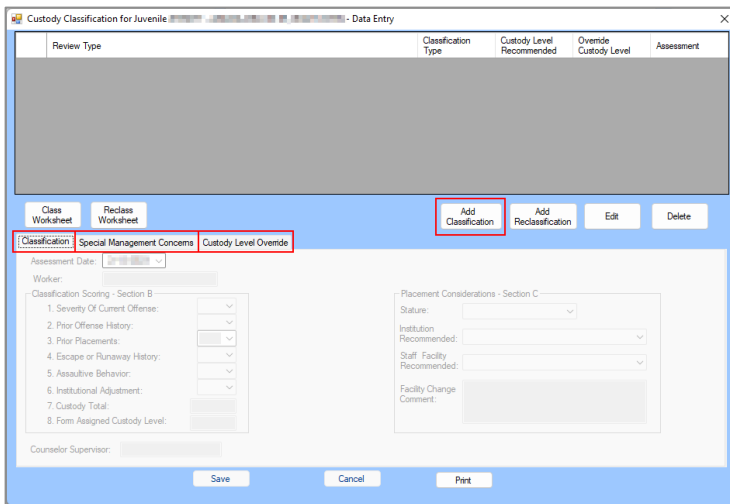 Custody Classification for Juvenile - Data Entry
Review Type Classification Type Custody Level Recommended Override Custody Level Assessment
Class Worksheet Reclass Worksheet Add Classification Add Reclassification Edit Delete
Classification Special Management Concerns Custody Level Override
Assessment Date:
Worker:
Classification Scoring - Section B
1. Severity Of Current Offense:
2. Prior Offense History:
3. Prior Placements:
4. Escape or Runaway History:
5. Assaultive Behavior:
6. Institutional Adjustment:
7. Custody Total:
8. Form Assigned Custody Level:
Placement Considerations - Section C
Stature:
Institution Recommended:
Staff Facility Recommended:
Facility Change Comment:
Counselor Supervisor:
Save Cancel Print